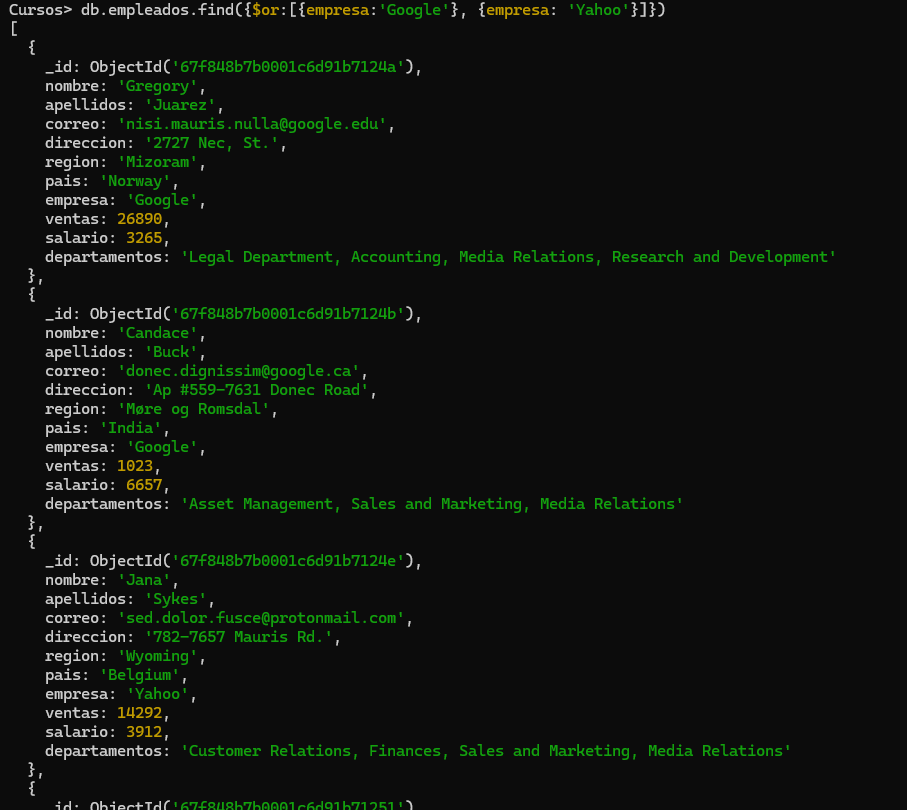 Cursos> db.empleados.find({$or:[{empresa:'Google'}, {empresa: 'Yahoo'}]})
[
  {
    _id: ObjectId('67f848b7b0001c6d91b7124a'),
    nombre: 'Gregory',
    apellidos: 'Juarez',
    correo: 'nisi.mauris.nulla@google.edu',
    direccion: '2727 Nec, St.',
    region: 'Mizoram',
    pais: 'Norway',
    empresa: 'Google',
    ventas: 26890,
    salario: 3265,
    departamentos: 'Legal Department, Accounting, Media Relations, Research and Development'
  },
  {
    _id: ObjectId('67f848b7b0001c6d91b7124b'),
    nombre: 'Candace',
    apellidos: 'Buck',
    correo: 'donec.dignissim@google.ca',
    direccion: 'Ap #559-7631 Donec Road',
    region: 'Møre og Romsdal',
    pais: 'India',
    empresa: 'Google',
    ventas: 1023,
    salario: 6657,
    departamentos: 'Asset Management, Sales and Marketing, Media Relations'
  },
  {
    _id: ObjectId('67f848b7b0001c6d91b7124e'),
    nombre: 'Jana',
    apellidos: 'Sykes',
    correo: 'sed.dolor.fusce@protonmail.com',
    direccion: '782-7657 Mauris Rd.',
    region: 'Wyoming',
    pais: 'Belgium',
    empresa: 'Yahoo',
    ventas: 14292,
    salario: 3912,
    departamentos: 'Customer Relations, Finances, Sales and Marketing, Media Relations'
  },
  {
    _id: ObjectId('67f848b7b0001c6d91b71251')